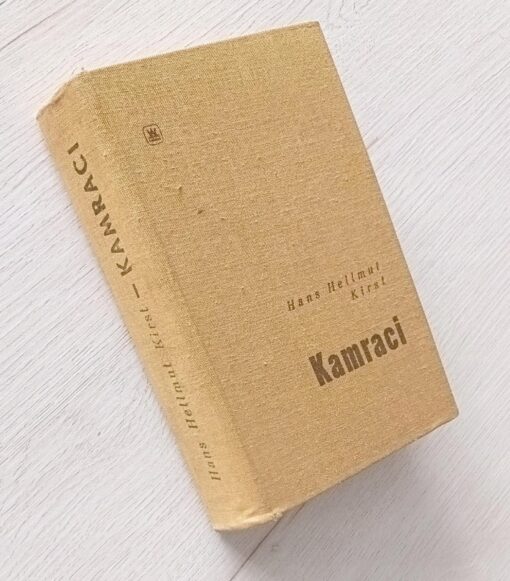 Hans Hellmut Kirst – KAMRACI
Hans Hellmut
Kirst
Kamraci